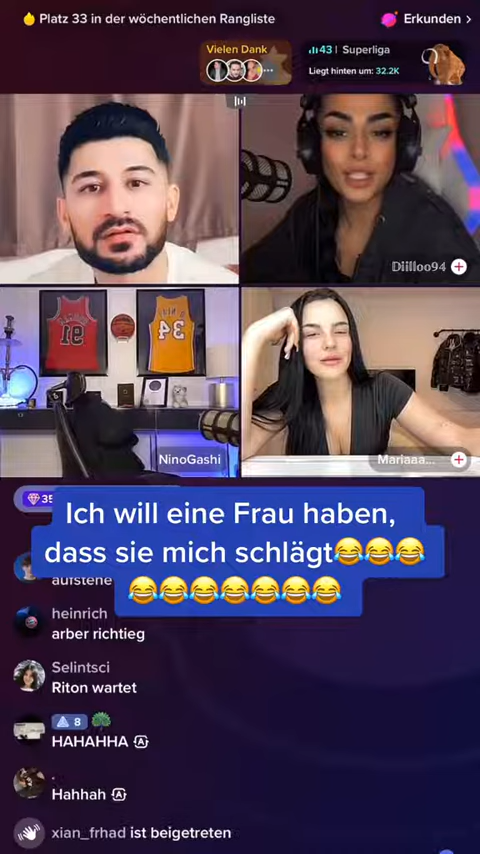 Platz 33 in der wöchentlichen Rangliste
Erkunden >
Vielen Dank
43 | Superliga
Liegt hinten um: 32.2K
Diilloo94
NinoGashi
Mariaaa...
Ich will eine Frau haben,
dass sie mich schlägt😂😂😂
😂😂😂😂😂😂😂
aufstehe
heinrich
arber richtieg
Selintsci
Riton wartet
8
HAHAHHA
.
Hahhah
xian_frhad ist beigetreten